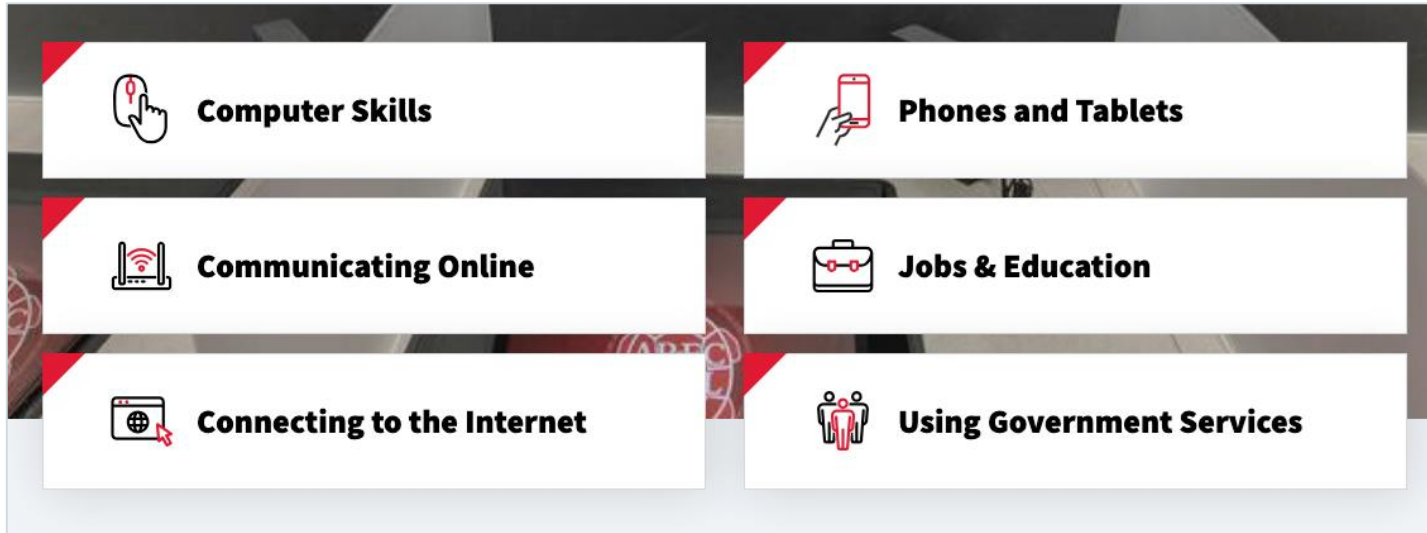 Computer Skills
Phones and Tablets
Communicating Online
Jobs & Education
Connecting to the Internet
Using Government Services